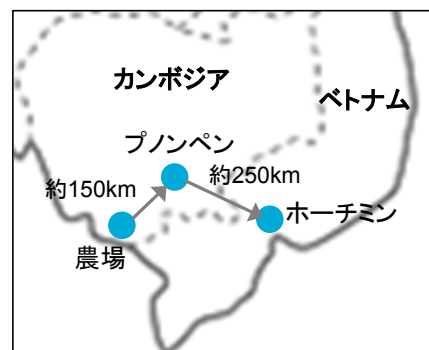 カンボジア
ベトナム
プノンペン
約150km
約250km
ホーチミン
農場